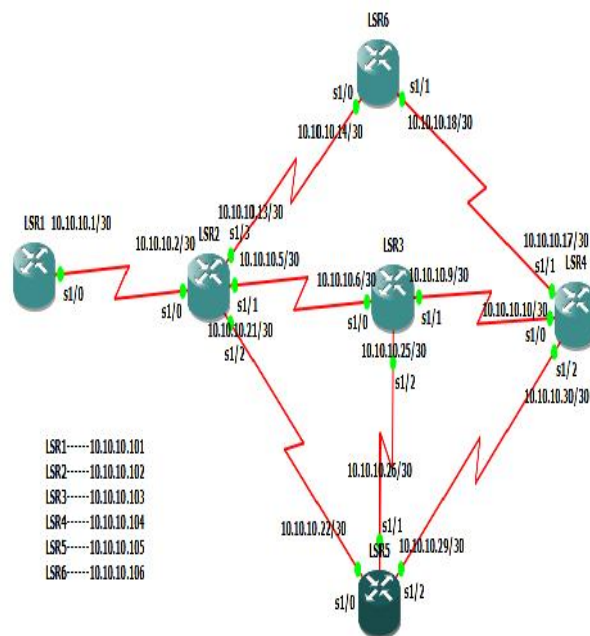 LSR6
s1/0
s1/1
10.10.10.14/30
10.10.10.18/30
LSR1
10.10.10.1/30
s1/0
10.10.10.2/30
LSR2
10.10.10.13/30
s1/3
10.10.10.5/30
s1/0
s1/1
10.10.10.21/30
s1/2
LSR3
10.10.10.6/30
10.10.10.9/30
s1/0
s1/1
10.10.10.25/30
s1/2
10.10.10.17/30
s1/1
LSR4
10.10.10.10/30
s1/0
s1/2
10.10.10.30/30
LSR1------10.10.10.101
LSR2------10.10.10.102
LSR3------10.10.10.103
LSR4------10.10.10.104
LSR5------10.10.10.105
LSR6------10.10.10.106
10.10.10.26/30
10.10.10.22/30
s1/1
10.10.10.29/30
LSR5
s1/0
s1/2